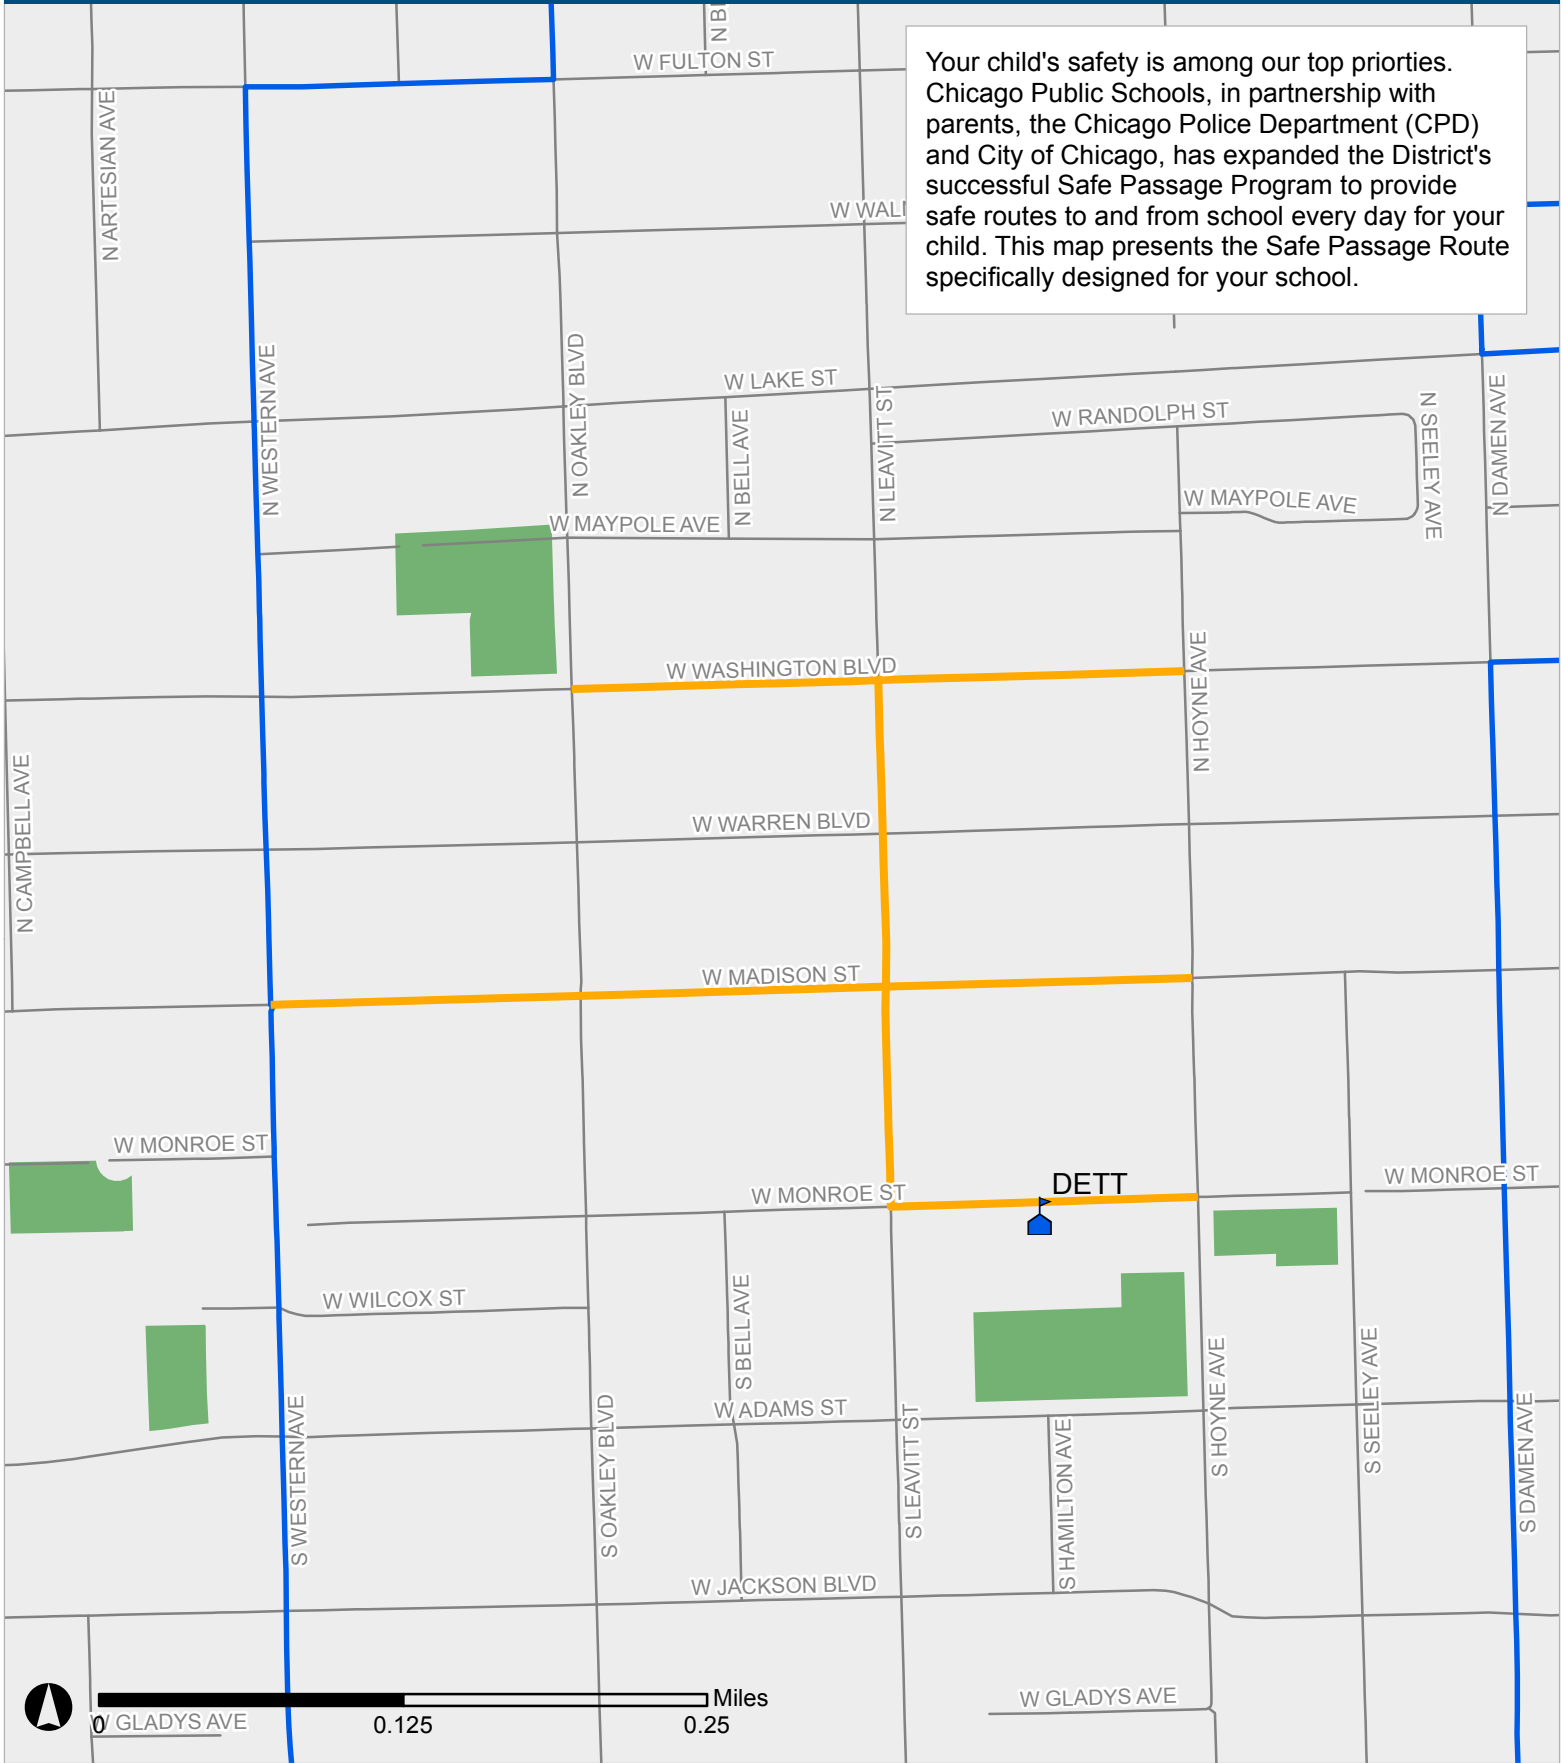 N BE
W FULTON ST
Your child's safety is among our top priorties.
Chicago Public Schools, in partnership with
parents, the Chicago Police Department (CPD)
and City of Chicago, has expanded the District's
successful Safe Passage Program to provide
safe routes to and from school every day for your
child. This map presents the Safe Passage Route
specifically designed for your school.
N ARTESIAN AVE
W WALN
N WESTERN AVE
N OAKLEY BLVD
W LAKE ST
N BELL AVE
N LEAVITT ST
W RANDOLPH ST
N SEELEY AVE
N DAMEN AVE
W MAYPOLE AVE
W MAYPOLE AVE
W WASHINGTON BLVD
N HOYNE AVE
N CAMPBELL AVE
W WARREN BLVD
W MADISON ST
W MONROE ST
W MONROE ST
DETT
W MONROE ST
W WILCOX ST
S BELL AVE
S WESTERN AVE
S OAKLEY BLVD
W ADAMS ST
S LEAVITT ST
S HAMILTON AVE
S HOYNE AVE
S SEELEY AVE
S DAMEN AVE
W JACKSON BLVD
W GLADYS AVE
W GLADYS AVE
Miles
0
0.125
0.25